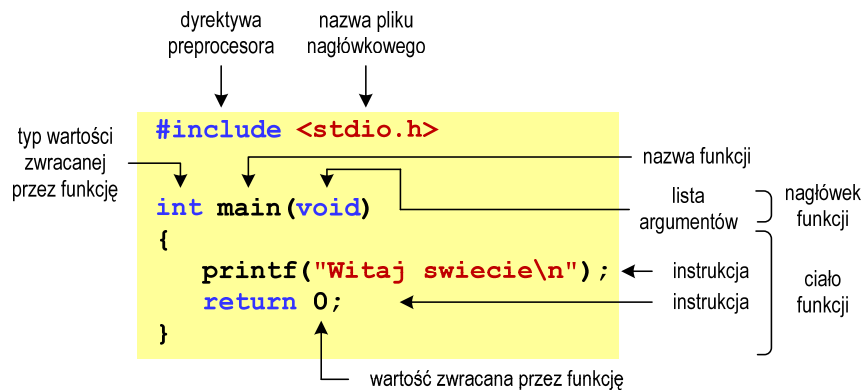 dyrektywa
preprocesora
nazwa pliku
nagłówkowego
#include <stdio.h>
typ wartości
zwracanej
przez funkcję
nazwa funkcji
int main(void)
lista
argumentów
nagłówek
funkcji
{
printf("Witaj swiecie\n");
instrukcja
return 0;
instrukcja
ciało
funkcji
}
wartość zwracana przez funkcję